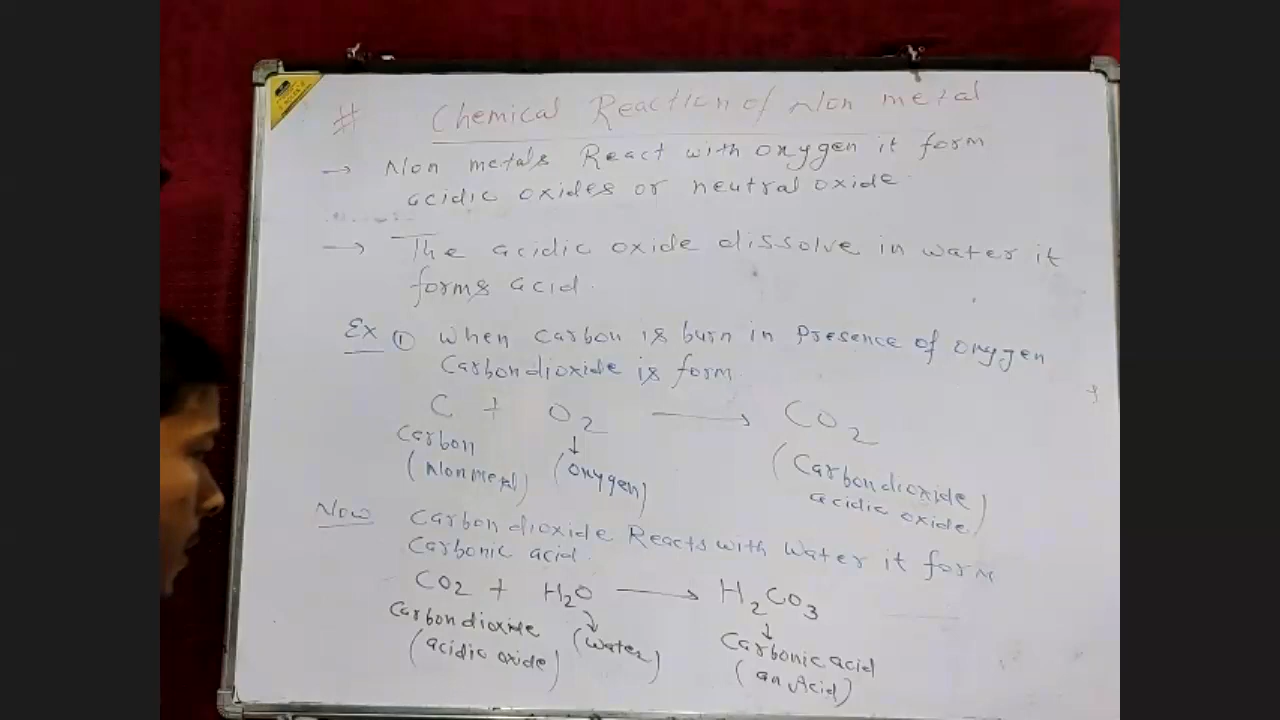 # Chemical Reaction of Non metal
→ Non metals React with oxygen it form
acidic oxides or neutral oxide.
→ The acidic oxide dissolve in water it
forms acid.
Ex ① When Carbon is burn in Presence of oxygen
Carbondioxide is form
C + O2 → CO2
Carbon ↓
(Nonmetal) (oxygen) (Carbondioxide)
acidic oxide
Now Carbondioxide Reacts with Water it form
Carbonic acid.
CO2 + H2O → H2CO3
Carbondioxide ↓ ↓
(acidic oxide) (water) Carbonic acid
(an Acid)